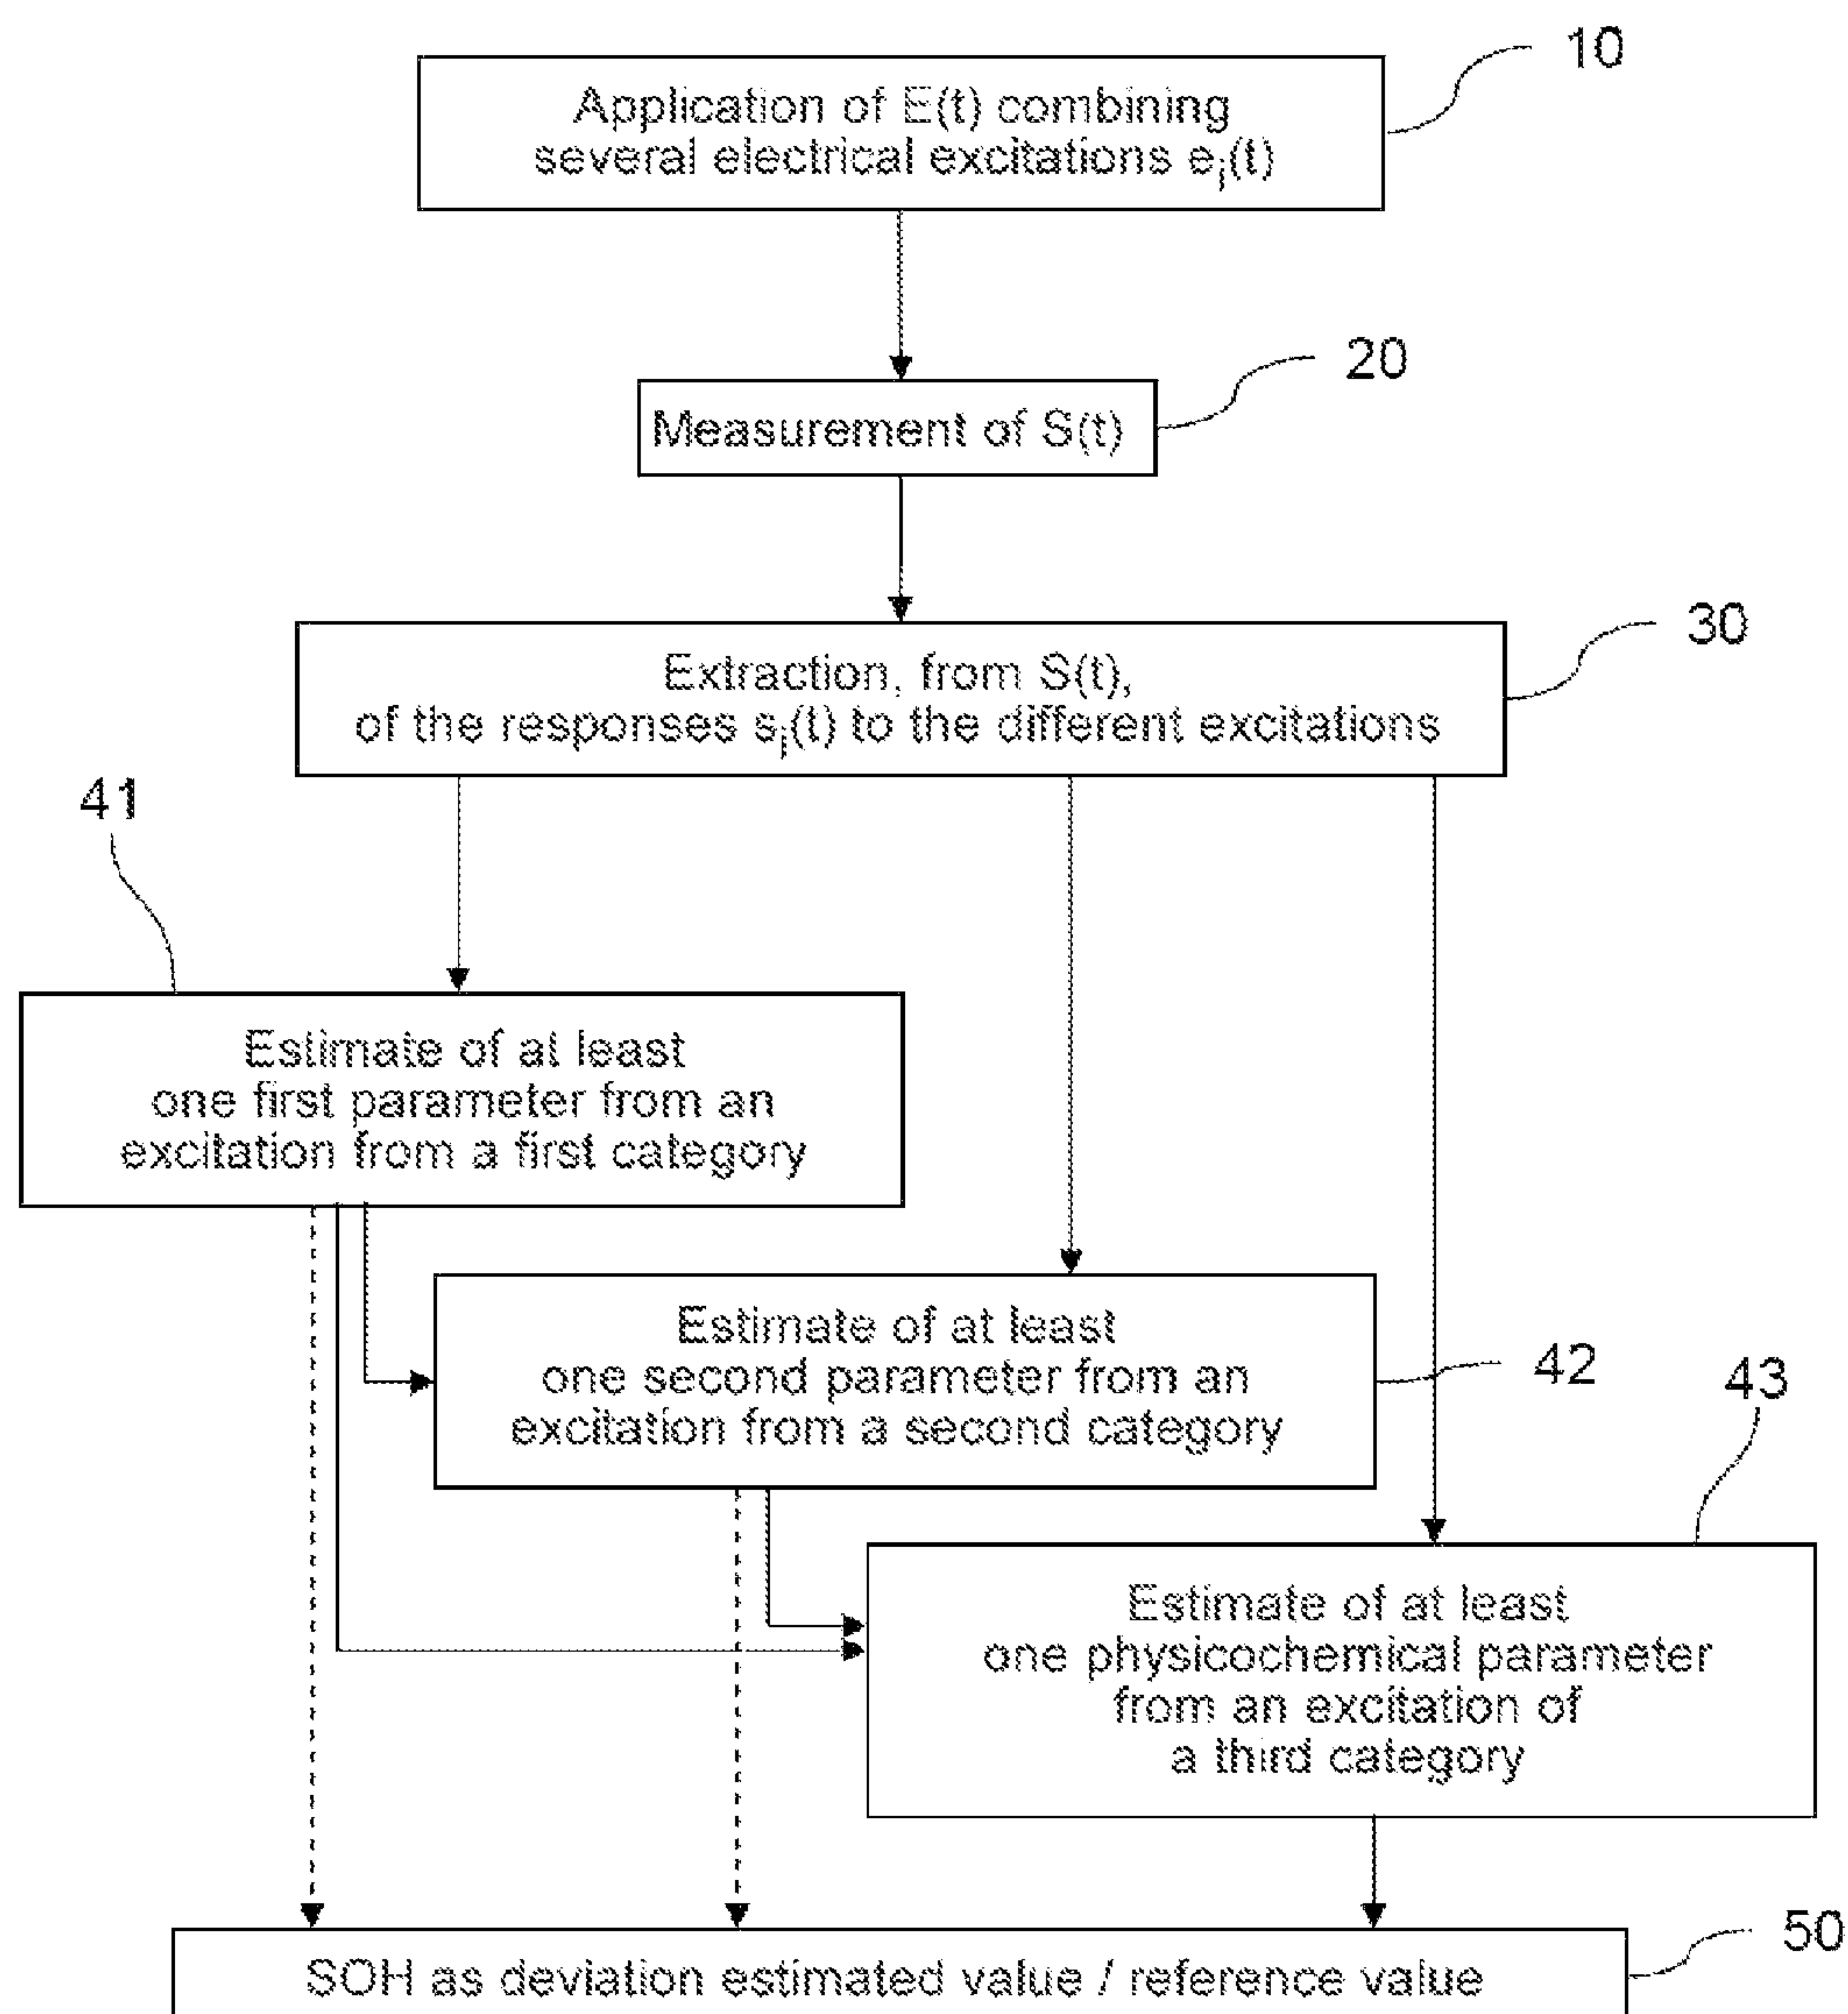 10
Application of E(t) combining
several electrical excitations eᵢ(t)
20
Measurement of S(t)
30
Extraction, from S(t),
of the responses sᵢ(t) to the different excitations
41
Estimate of at least
one first parameter from an
excitation from a first category
Estimate of at least
one second parameter from an
excitation from a second category
42
43
Estimate of at least
one physicochemical parameter
from an excitation of
a third category
50
SOH as deviation estimated value / reference value